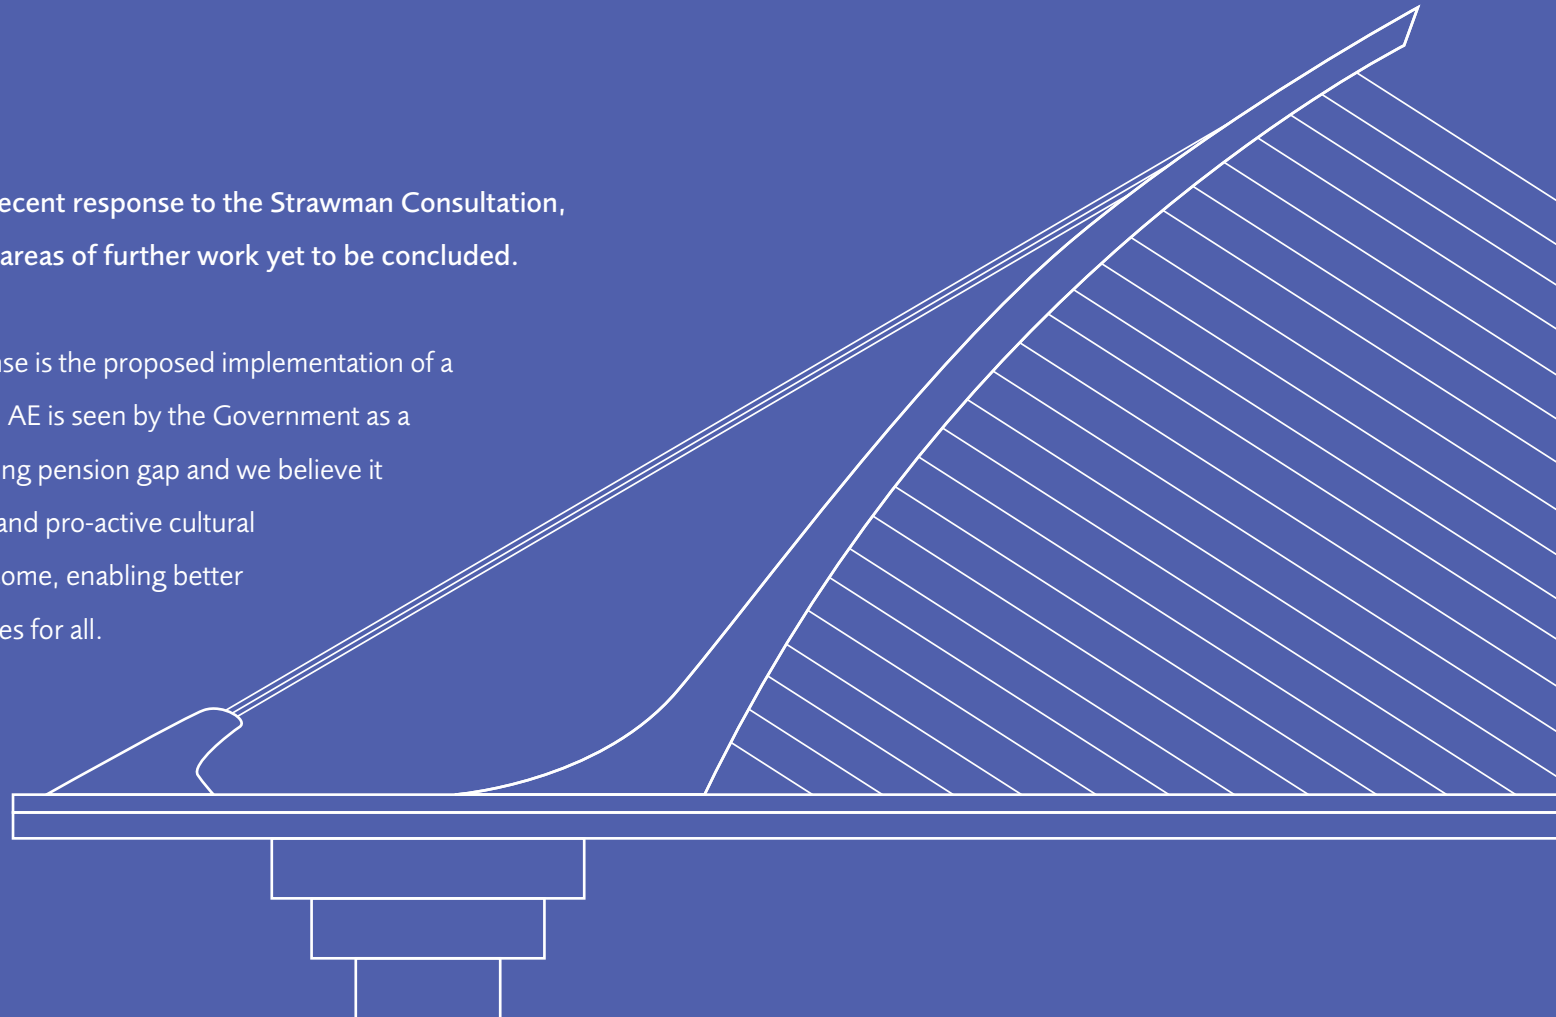 ecent response to the Strawman Consultation,
areas of further work yet to be concluded.
se is the proposed implementation of a
AE is seen by the Government as a
ng pension gap and we believe it
and pro-active cultural
ome, enabling better
es for all.